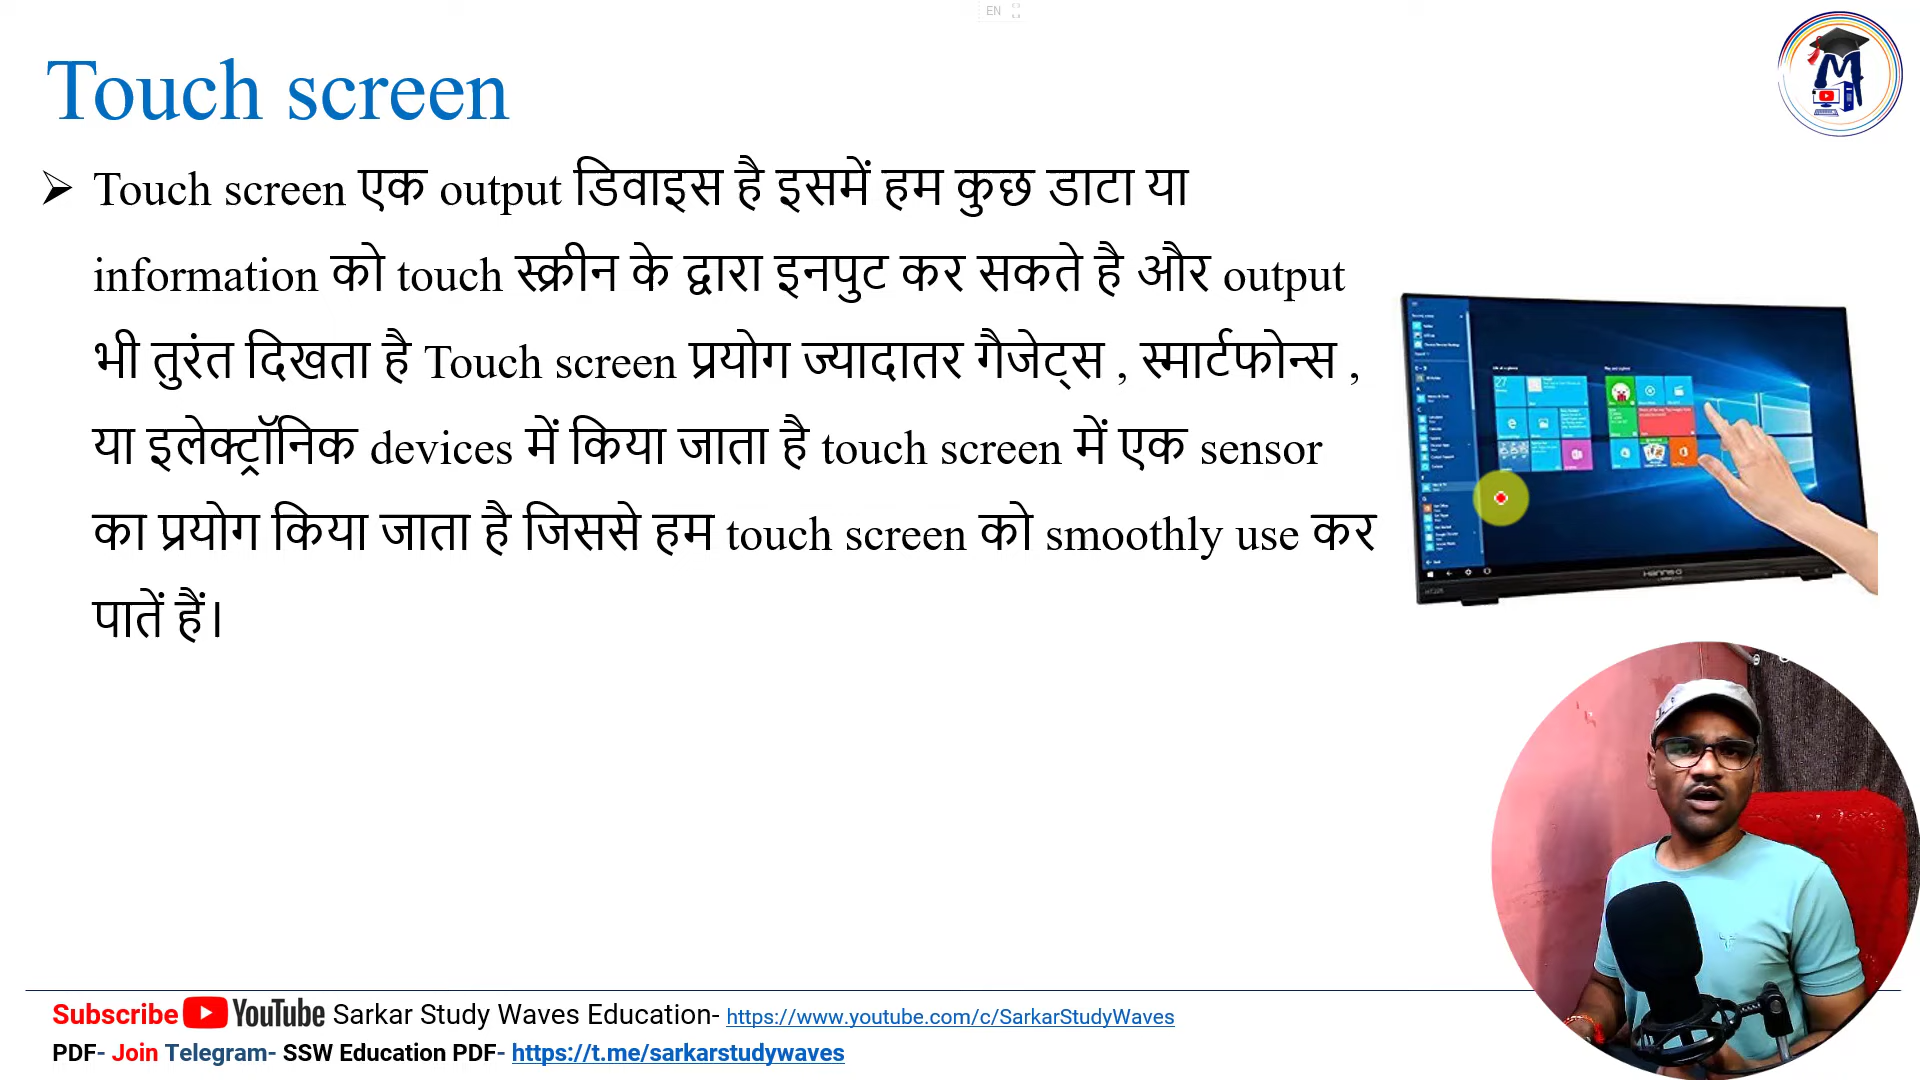 EN
Touch screen
➢ Touch screen एक output डिवाइस है इसमें हम कुछ डाटा या
information को touch स्क्रीन के द्वारा इनपुट कर सकते है और output
भी तुरंत दिखता है Touch screen प्रयोग ज्यादातर गैजेट्स , स्मार्टफोन्स ,
या इलेक्ट्रॉनिक devices में किया जाता है touch screen में एक sensor
का प्रयोग किया जाता है जिससे हम touch screen को smoothly use कर
पातें हैं।
Subscribe YouTube Sarkar Study Waves Education- https://www.youtube.com/c/SarkarStudyWaves
PDF- Join Telegram- SSW Education PDF- https://t.me/sarkarstudywaves